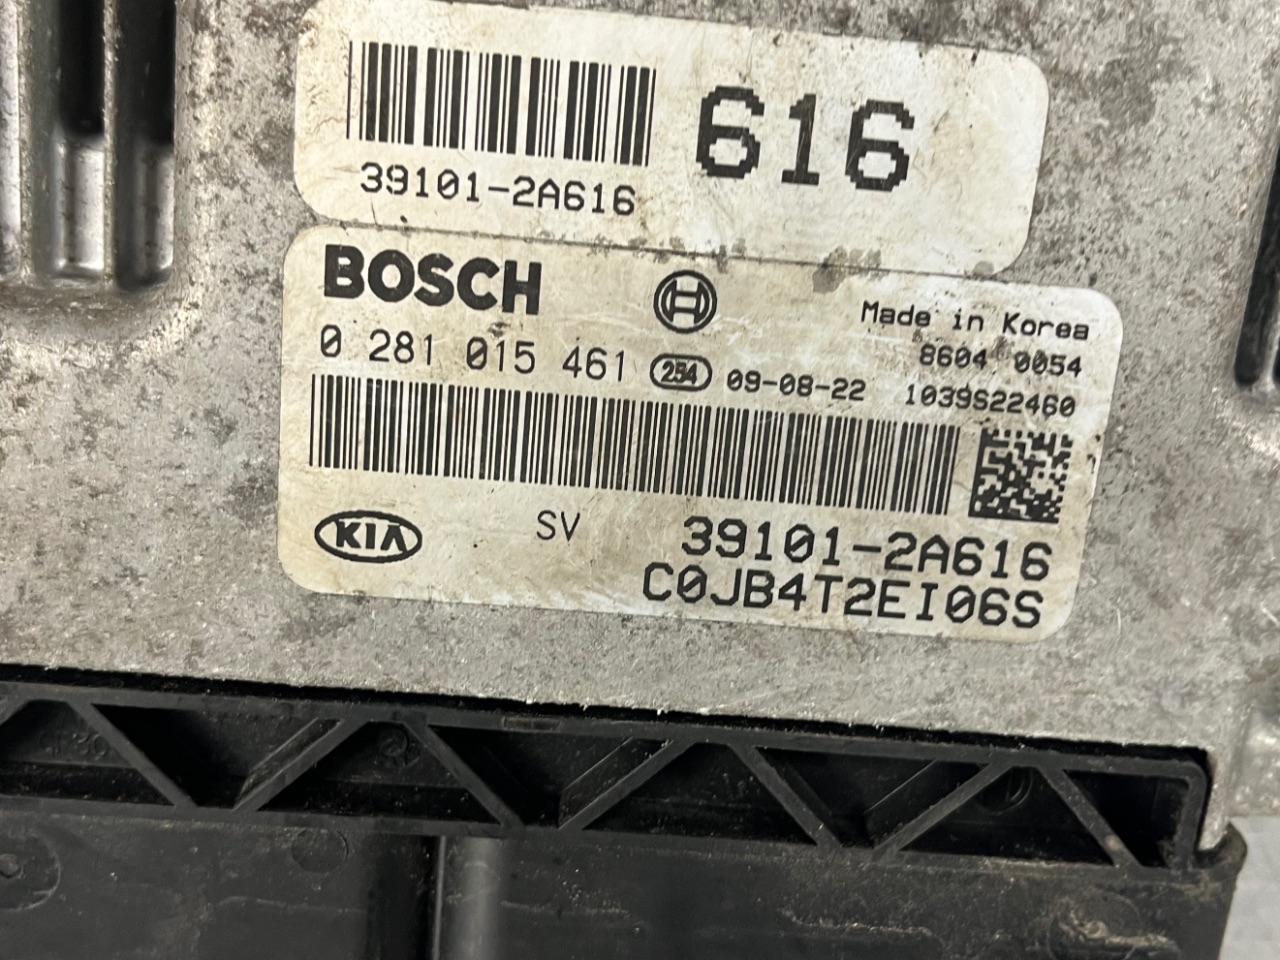 39101-2A616
616
BOSCH
Made in Korea
0 281 015 461
254
09-08-22
8604 0054
1039S22460
KIA
SV
39101-2A616
C0JB4T2EI06S